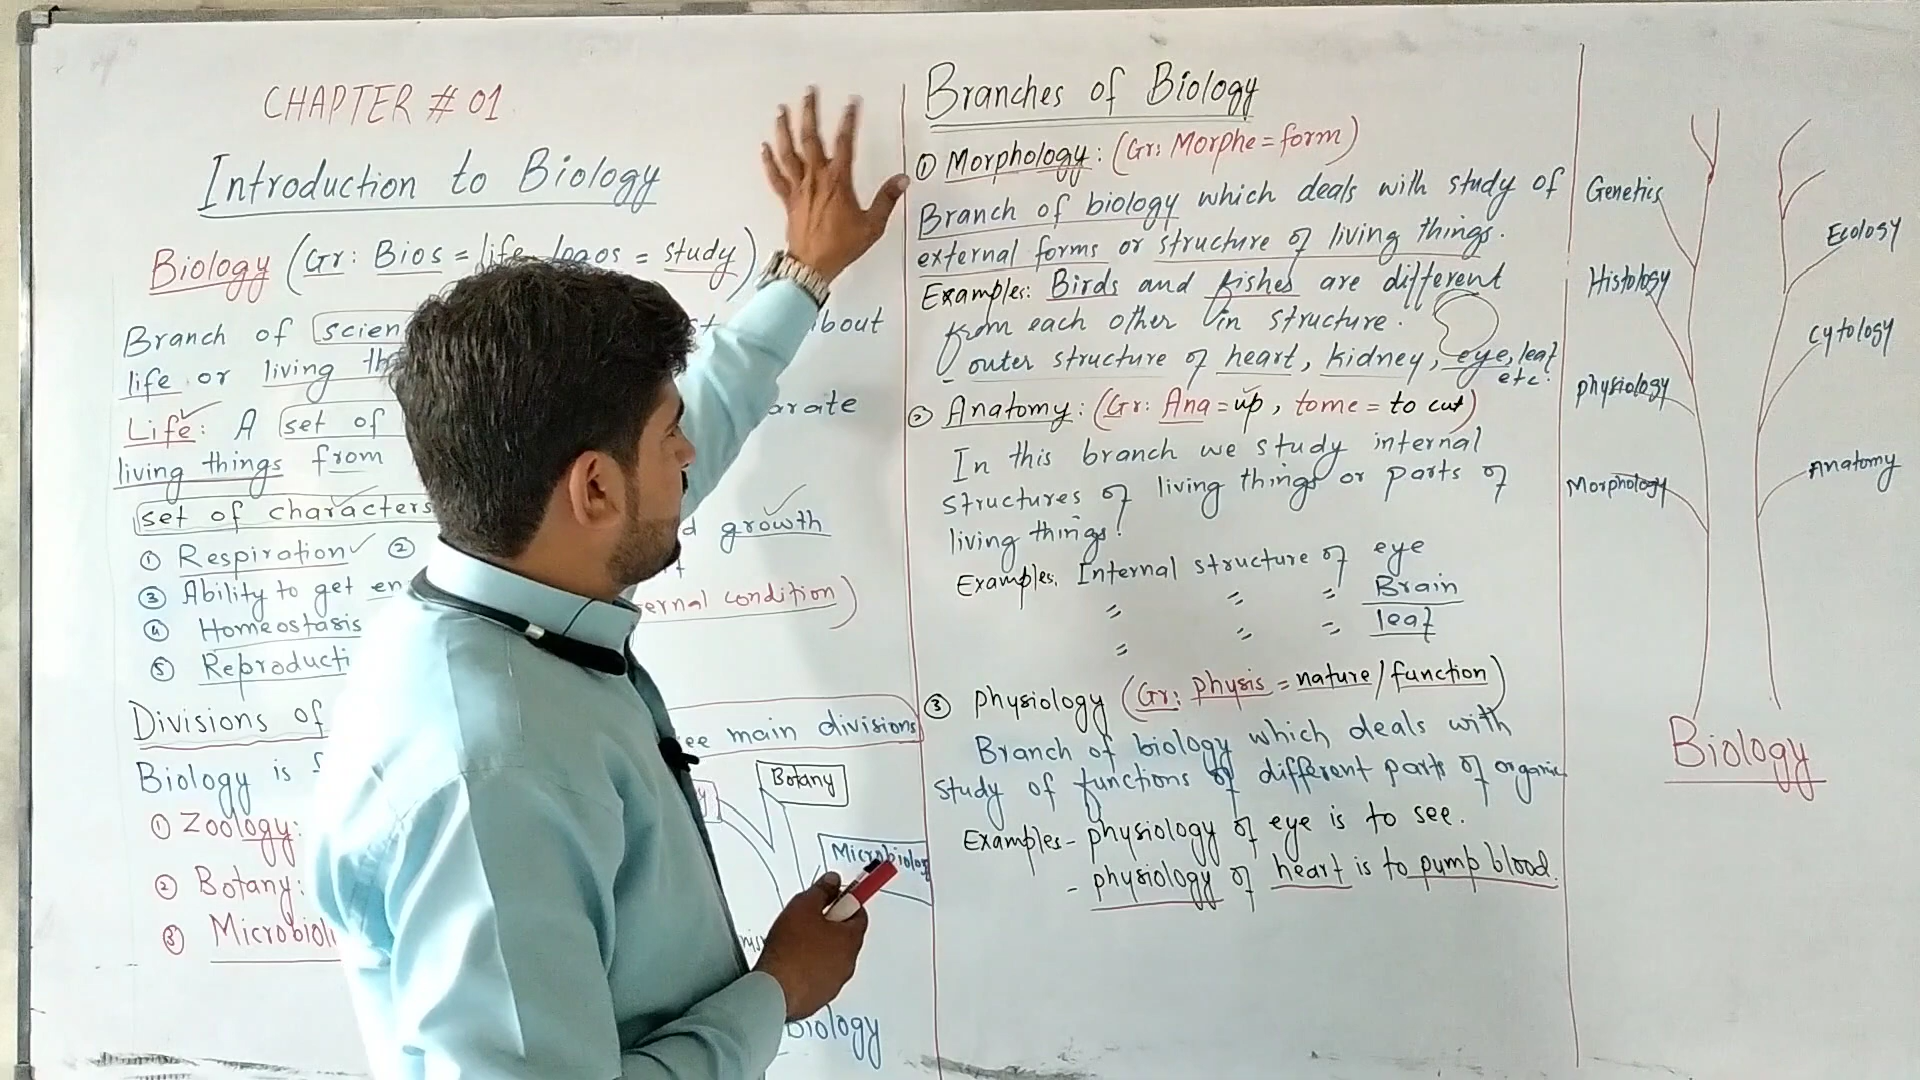 CHAPTER # 01
Introduction to Biology
Biology (Gr: Bios = life logos = study)
Branch of scien bout
life or living th
Life: A set of arate
living things from
set of characters
① Respiration ② d growth
③ Ability to get en
④ Homeostasis ernal condition)
⑤ Reproducti
Divisions of
ee main divisions
Biology is
① Zoology:
② Botany:
③ Microbiol
Botany
Microbiology
Biology
Branches of Biology
① Morphology: (Gr: Morphe = form)
Branch of biology which deals with study of
external forms or structure of living things.
Examples: Birds and fishes are different
from each other in structure.
- outer structure of heart, kidney, eye, leaf
etc.
② Anatomy: (Gr: Ana = up, tome = to cut)
In this branch we study internal
structures of living things or parts of
living things!
Examples. Internal structure of eye
〃 〃 〃 Brain
〃 〃 〃 leaf
③ Physiology (Gr: physis = nature/function)
Branch of biology which deals with
study of functions of different parts of organis
Examples - physiology of eye is to see.
- physiology of heart is to pump blood.
Genetics
Ecology
Histology
Cytology
physiology
Anatomy
Morphology
Biology